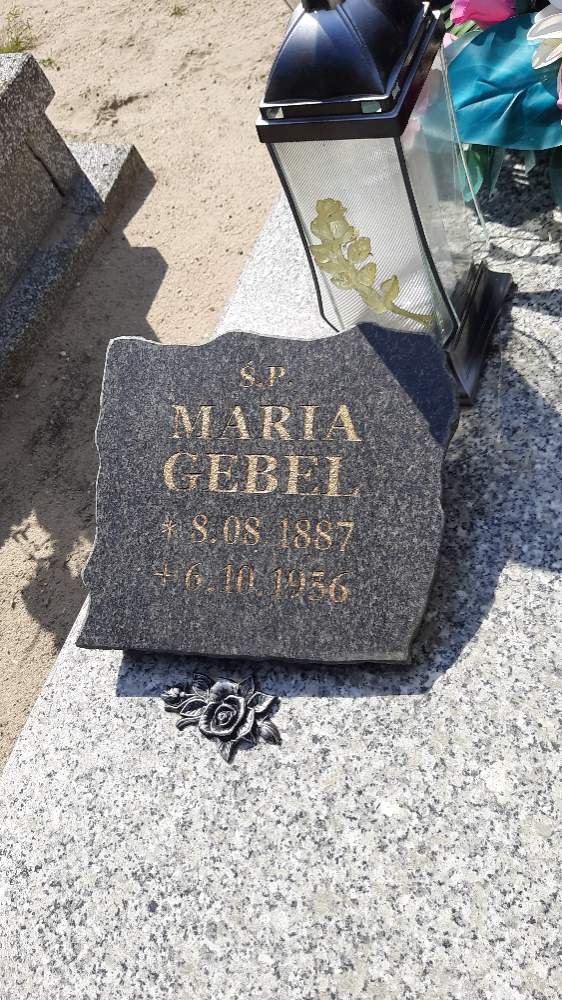 Ś.P.
MARIA
GEBEL
* 8.08 1887
+ 6.10.1956